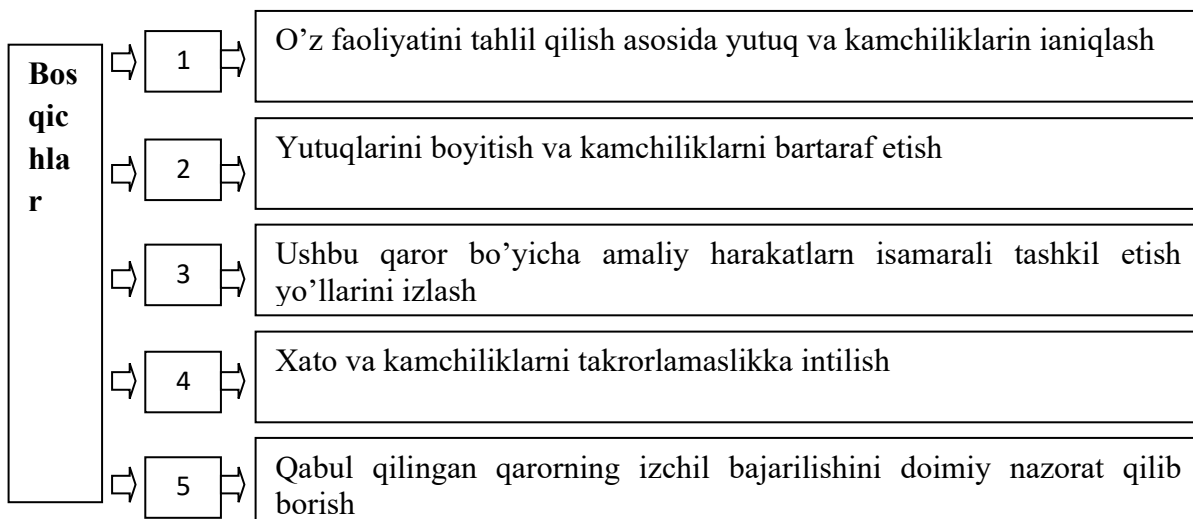 Bos
qic
hla
r
1
O’z faoliyatini tahlil qilish asosida yutuq va kamchiliklarin ianiqlash
2
Yutuqlarini boyitish va kamchiliklarni bartaraf etish
3
Ushbu qaror bo’yicha amaliy harakatlarn isamarali tashkil etish
yo’llarini izlash
4
Xato va kamchiliklarni takrorlamaslikka intilish
5
Qabul qilingan qarorning izchil bajarilishini doimiy nazorat qilib
borish